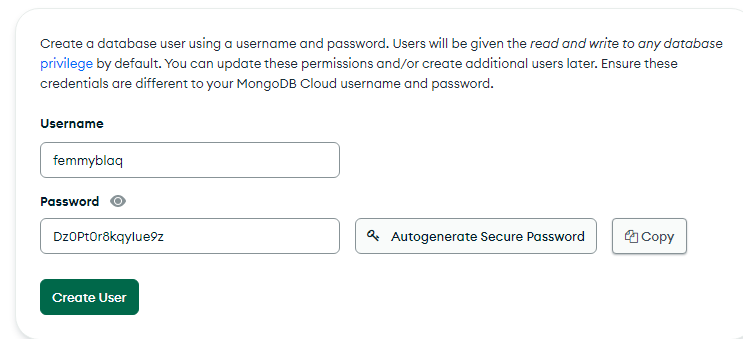 Create a database user using a username and password. Users will be given the read and write to any database
privilege by default. You can update these permissions and/or create additional users later. Ensure these
credentials are different to your MongoDB Cloud username and password.
Username
femmyblaq
Password
Dz0Pt0r8kqyIue9z
Autogenerate Secure Password
Copy
Create User